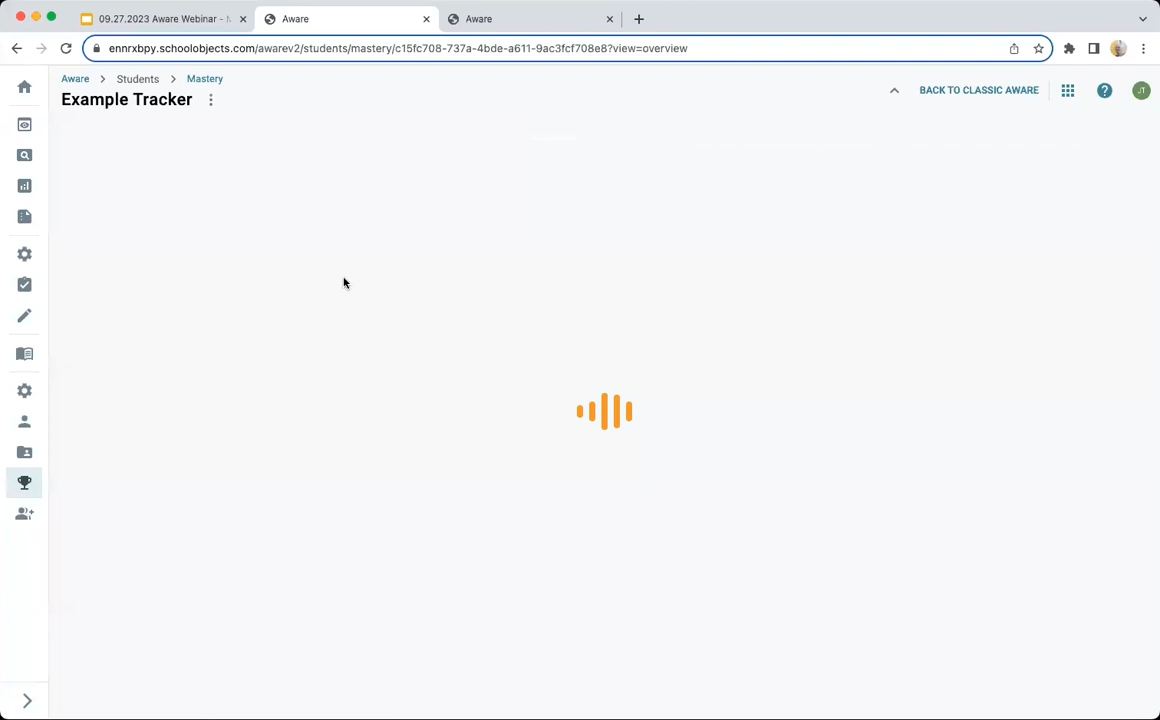 09.27.2023 Aware Webinar -
Aware
Aware
ennrxbpy.schoolobjects.com/awarev2/students/mastery/c15fc708-737a-4bde-a611-9ac3fcf708e8?view=overview
Aware > Students > Mastery
Example Tracker
BACK TO CLASSIC AWARE
JT